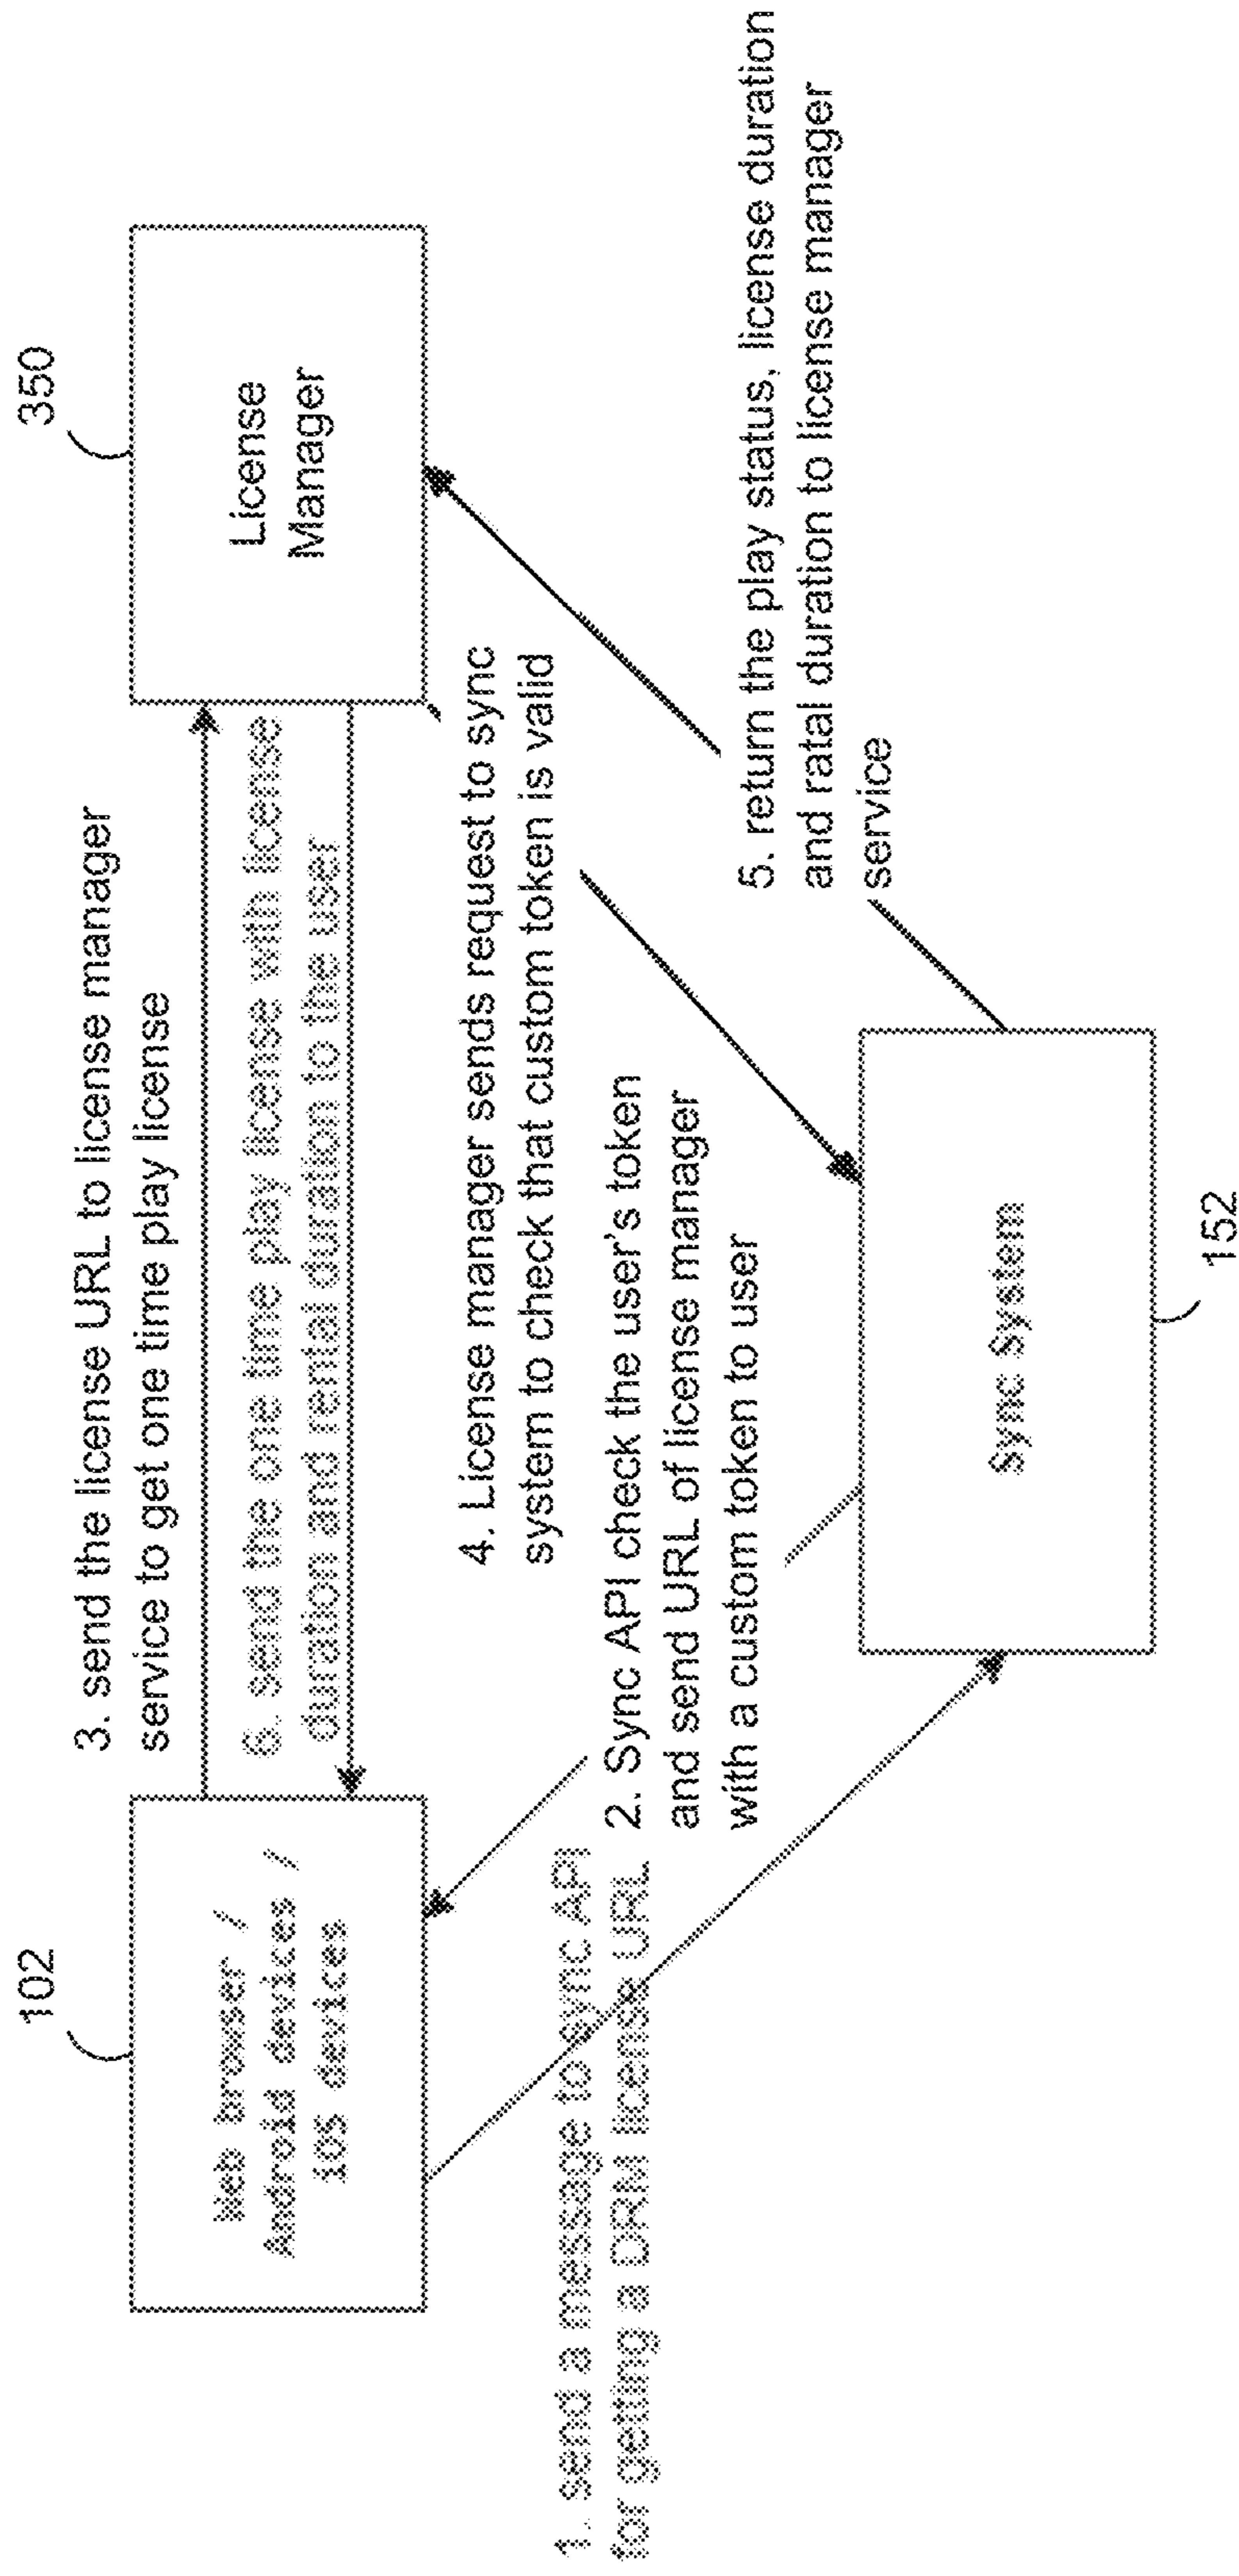 102
Web browser /
Android devices /
iOS devices
350
License
Manager
3. send the license URL to license manager
service to get one time play license
6. send the one time play license with license
duration and rental duration to the user
4. License manager sends request to sync
system to check that custom token is valid
1. send a message to sync API
for getting a DRM license URL
2. Sync API check the user's token
and send URL of license manager
with a custom token to user
5. return the play status, license duration
and ratal duration to license manager
service
Sync System
152